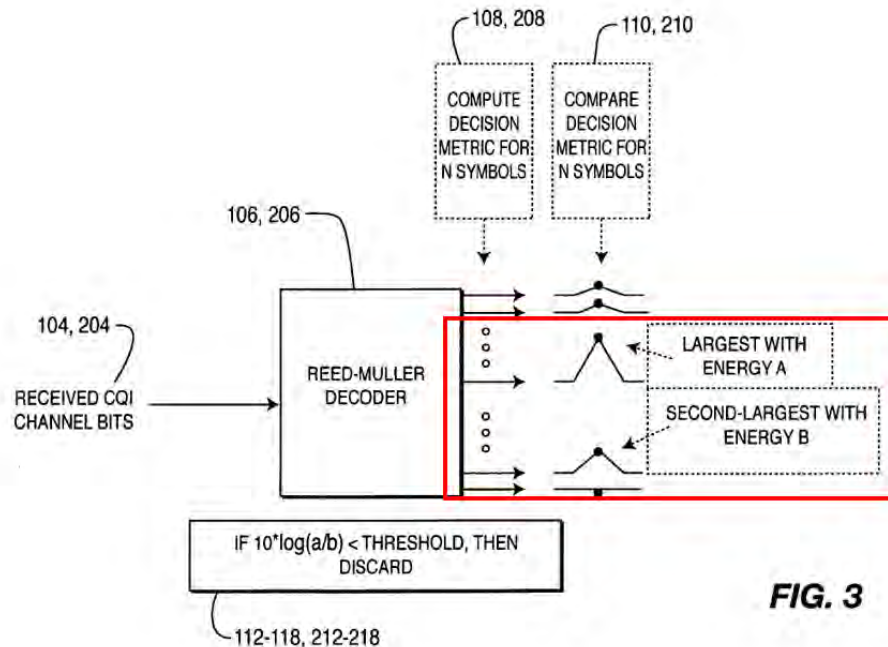 108, 208
110, 210
COMPUTE
DECISION
METRIC FOR
N SYMBOLS
COMPARE
DECISION
METRIC FOR
N SYMBOLS
106, 206
104, 204
RECEIVED CQI
CHANNEL BITS
REED-MULLER
DECODER
LARGEST WITH
ENERGY A
SECOND-LARGEST WITH
ENERGY B
IF 10*log(a/b) < THRESHOLD, THEN
DISCARD
112-118, 212-218
FIG. 3